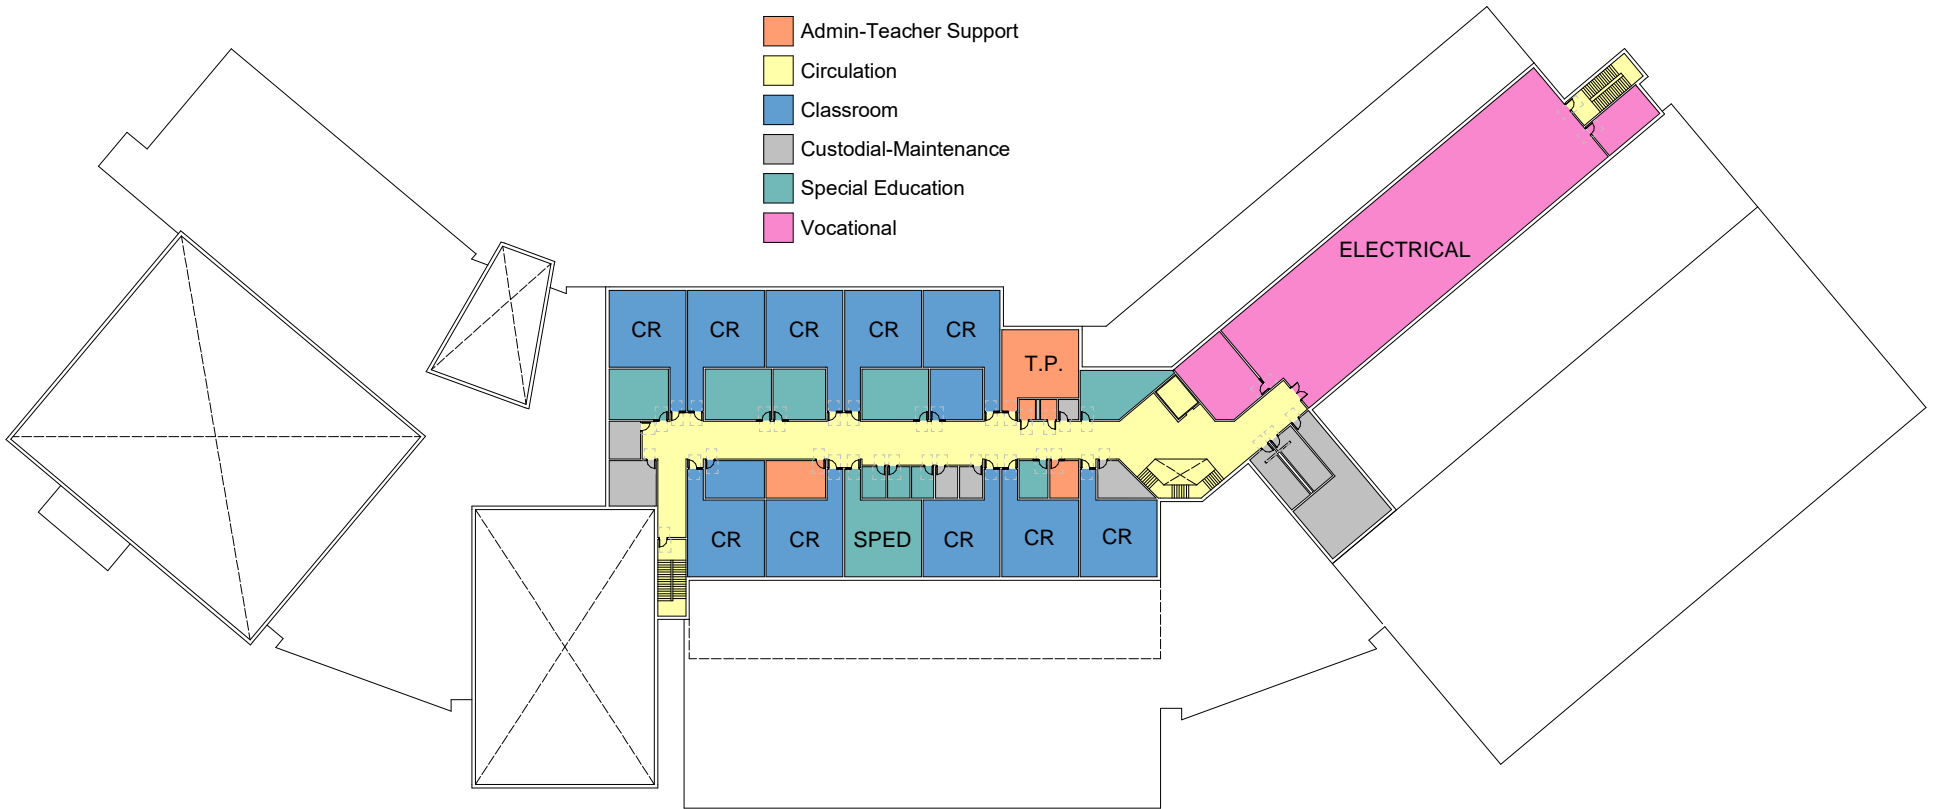 Admin-Teacher Support
Circulation
Classroom
Custodial-Maintenance
Special Education
Vocational
ELECTRICAL
CR CR CR CR CR
T.P.
CR CR SPED CR CR CR